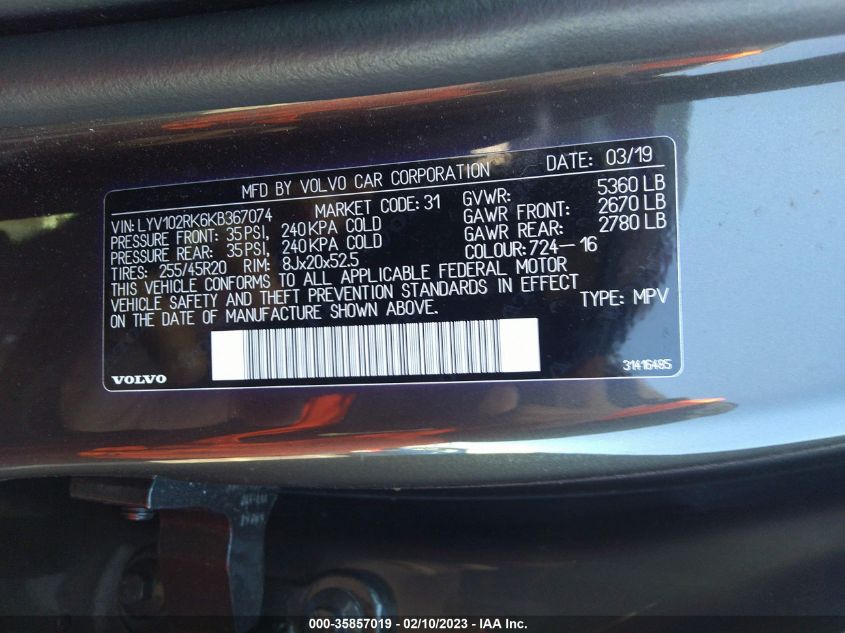 MFD BY VOLVO CAR CORPORATION DATE: 03/19
VIN: LYV102RK6KB367074 MARKET CODE: 31 GVWR: 5360 LB
PRESSURE FRONT: 35PSI, 240KPA COLD GAWR FRONT: 2670 LB
PRESSURE REAR: 35PSI, 240KPA COLD GAWR REAR: 2780 LB
TIRES: 255/45R20 RIM: 8Jx20x52.5 COLOUR: 724-16
THIS VEHICLE CONFORMS TO ALL APPLICABLE FEDERAL MOTOR
VEHICLE SAFETY AND THEFT PREVENTION STANDARDS IN EFFECT
ON THE DATE OF MANUFACTURE SHOWN ABOVE. TYPE: MPV
VOLVO 31416485
000-35857019 - 02/10/2023 - IAA Inc.